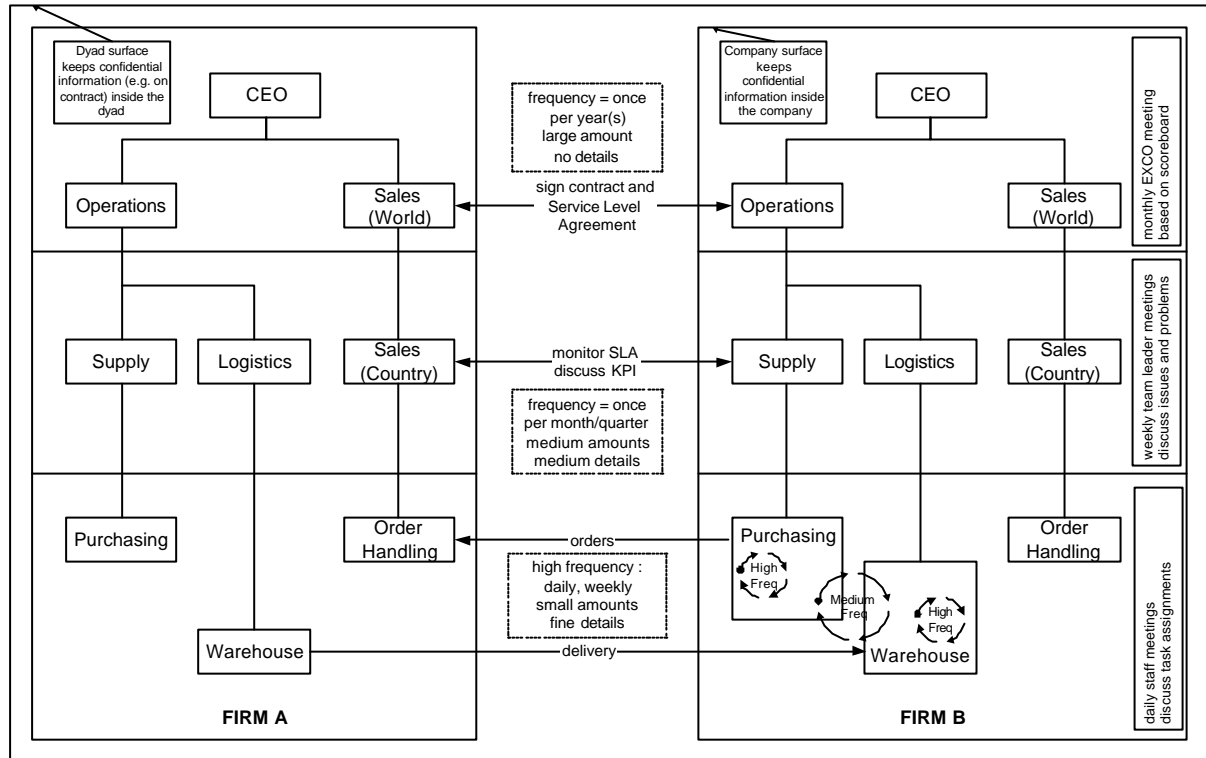 Dyad surface
keeps confidential
information (e.g. on
contract) inside the
dyad
CEO
Operations
Sales
(World)
Supply
Logistics
Sales
(Country)
Purchasing
Order
Handling
Warehouse
FIRM A
frequency = once
per year(s)
large amount
no details
sign contract and
Service Level
Agreement
monitor SLA
discuss KPI
frequency = once
per month/quarter
medium amounts
medium details
orders
high frequency :
daily, weekly
small amounts
fine details
delivery
Company surface
keeps
confidential
information inside
the company
CEO
Operations
Sales
(World)
Supply
Logistics
Sales
(Country)
Purchasing
High
Freq
Medium
Freq
High
Freq
Warehouse
Order
Handling
FIRM B
monthly EXCO meeting
based on scoreboard
weekly team leader meetings
discuss issues and problems
daily staff meetings
discuss task assignments